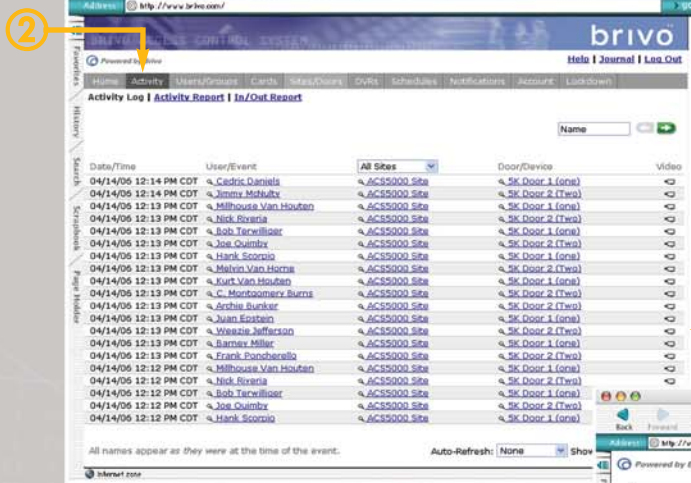 Address: http://www.brivo.com/
2
BRIVO ACCESS CONTROL SYSTEM
brivo
Powered by Brivo
Help | Journal | Log Out
Home Activity Users/Groups Cards Sites/Doors DVRs Schedules Notifications Account Lockdown
Activity Log | Activity Report | In/Out Report
Name
Date/Time User/Event All Sites Door/Device Video
04/14/06 12:14 PM CDT Cedric Daniels ACS5000 Site 5K Door 1 (one)
04/14/06 12:14 PM CDT Jimmy McNulty ACS5000 Site 5K Door 2 (Two)
04/14/06 12:13 PM CDT Millhouse Van Houten ACS5000 Site 5K Door 1 (one)
04/14/06 12:13 PM CDT Nick Riveria ACS5000 Site 5K Door 2 (Two)
04/14/06 12:13 PM CDT Bob Terwilliger ACS5000 Site 5K Door 1 (one)
04/14/06 12:13 PM CDT Joe Quimby ACS5000 Site 5K Door 2 (Two)
04/14/06 12:13 PM CDT Hank Scorpio ACS5000 Site 5K Door 1 (one)
04/14/06 12:13 PM CDT Melvin Van Horne ACS5000 Site 5K Door 2 (Two)
04/14/06 12:13 PM CDT Kurt Van Houten ACS5000 Site 5K Door 1 (one)
04/14/06 12:13 PM CDT C. Montgomery Burns ACS5000 Site 5K Door 2 (Two)
04/14/06 12:13 PM CDT Archie Bunker ACS5000 Site 5K Door 1 (one)
04/14/06 12:13 PM CDT Juan Epstein ACS5000 Site 5K Door 2 (Two)
04/14/06 12:13 PM CDT Weezie Jefferson ACS5000 Site 5K Door 2 (Two)
04/14/06 12:13 PM CDT Barney Miller ACS5000 Site 5K Door 1 (one)
04/14/06 12:13 PM CDT Frank Poncherello ACS5000 Site 5K Door 2 (Two)
04/14/06 12:12 PM CDT Millhouse Van Houten ACS5000 Site 5K Door 1 (one)
04/14/06 12:12 PM CDT Nick Riveria ACS5000 Site 5K Door 2 (Two)
04/14/06 12:12 PM CDT Bob Terwilliger ACS5000 Site 5K Door 1 (one)
04/14/06 12:12 PM CDT Joe Quimby ACS5000 Site 5K Door 2 (Two)
04/14/06 12:12 PM CDT Hank Scorpio ACS5000 Site 5K Door 1 (one)
All names appear as they were at the time of the event.
Auto-Refresh: None Show
Internet zone
Favorites
History
Search
Scrapbook
Page Holder
Back Forward
Address: http://w
Powered by B